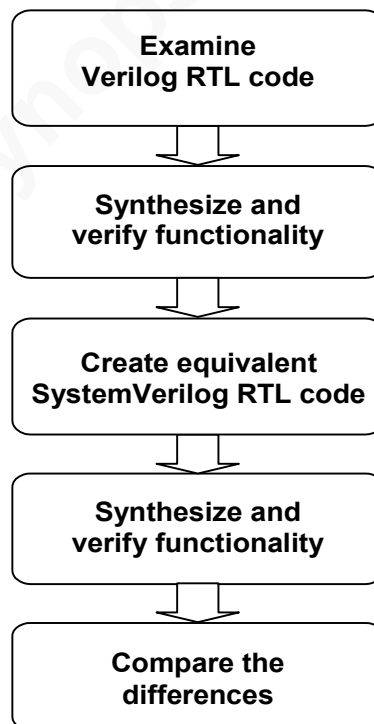 Examine
Verilog RTL code
Synthesize and
verify functionality
Create equivalent
SystemVerilog RTL code
Synthesize and
verify functionality
Compare the
differences